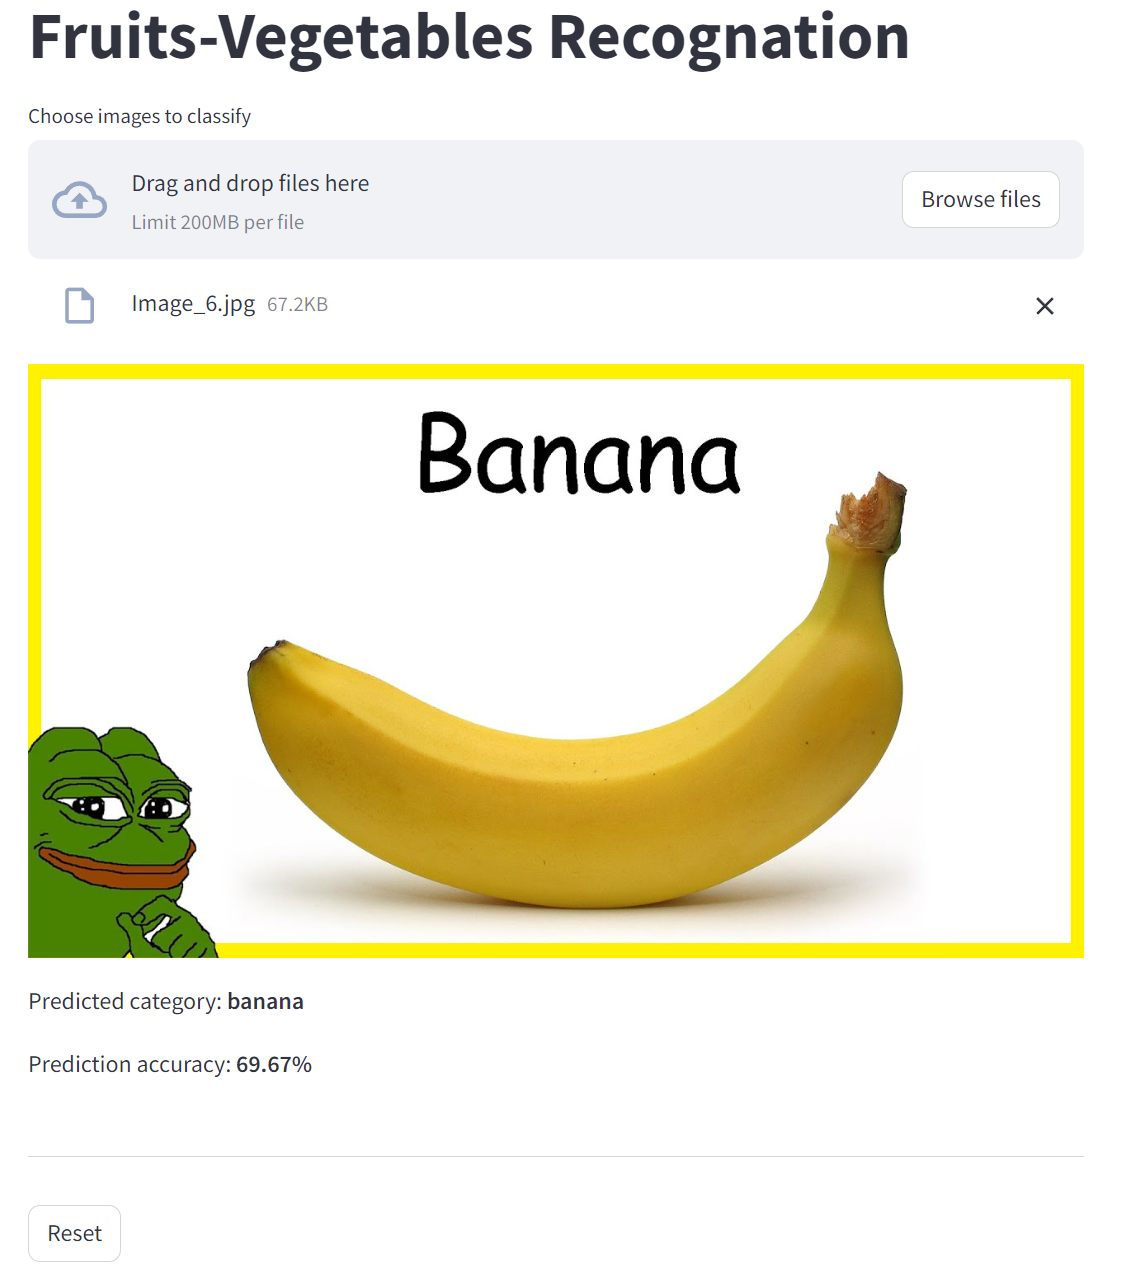 Fruits-Vegetables Recognation
Choose images to classify
Drag and drop files here
Limit 200MB per file
Browse files
Image_6.jpg 67.2KB
Banana
Predicted category: banana
Prediction accuracy: 69.67%
Reset